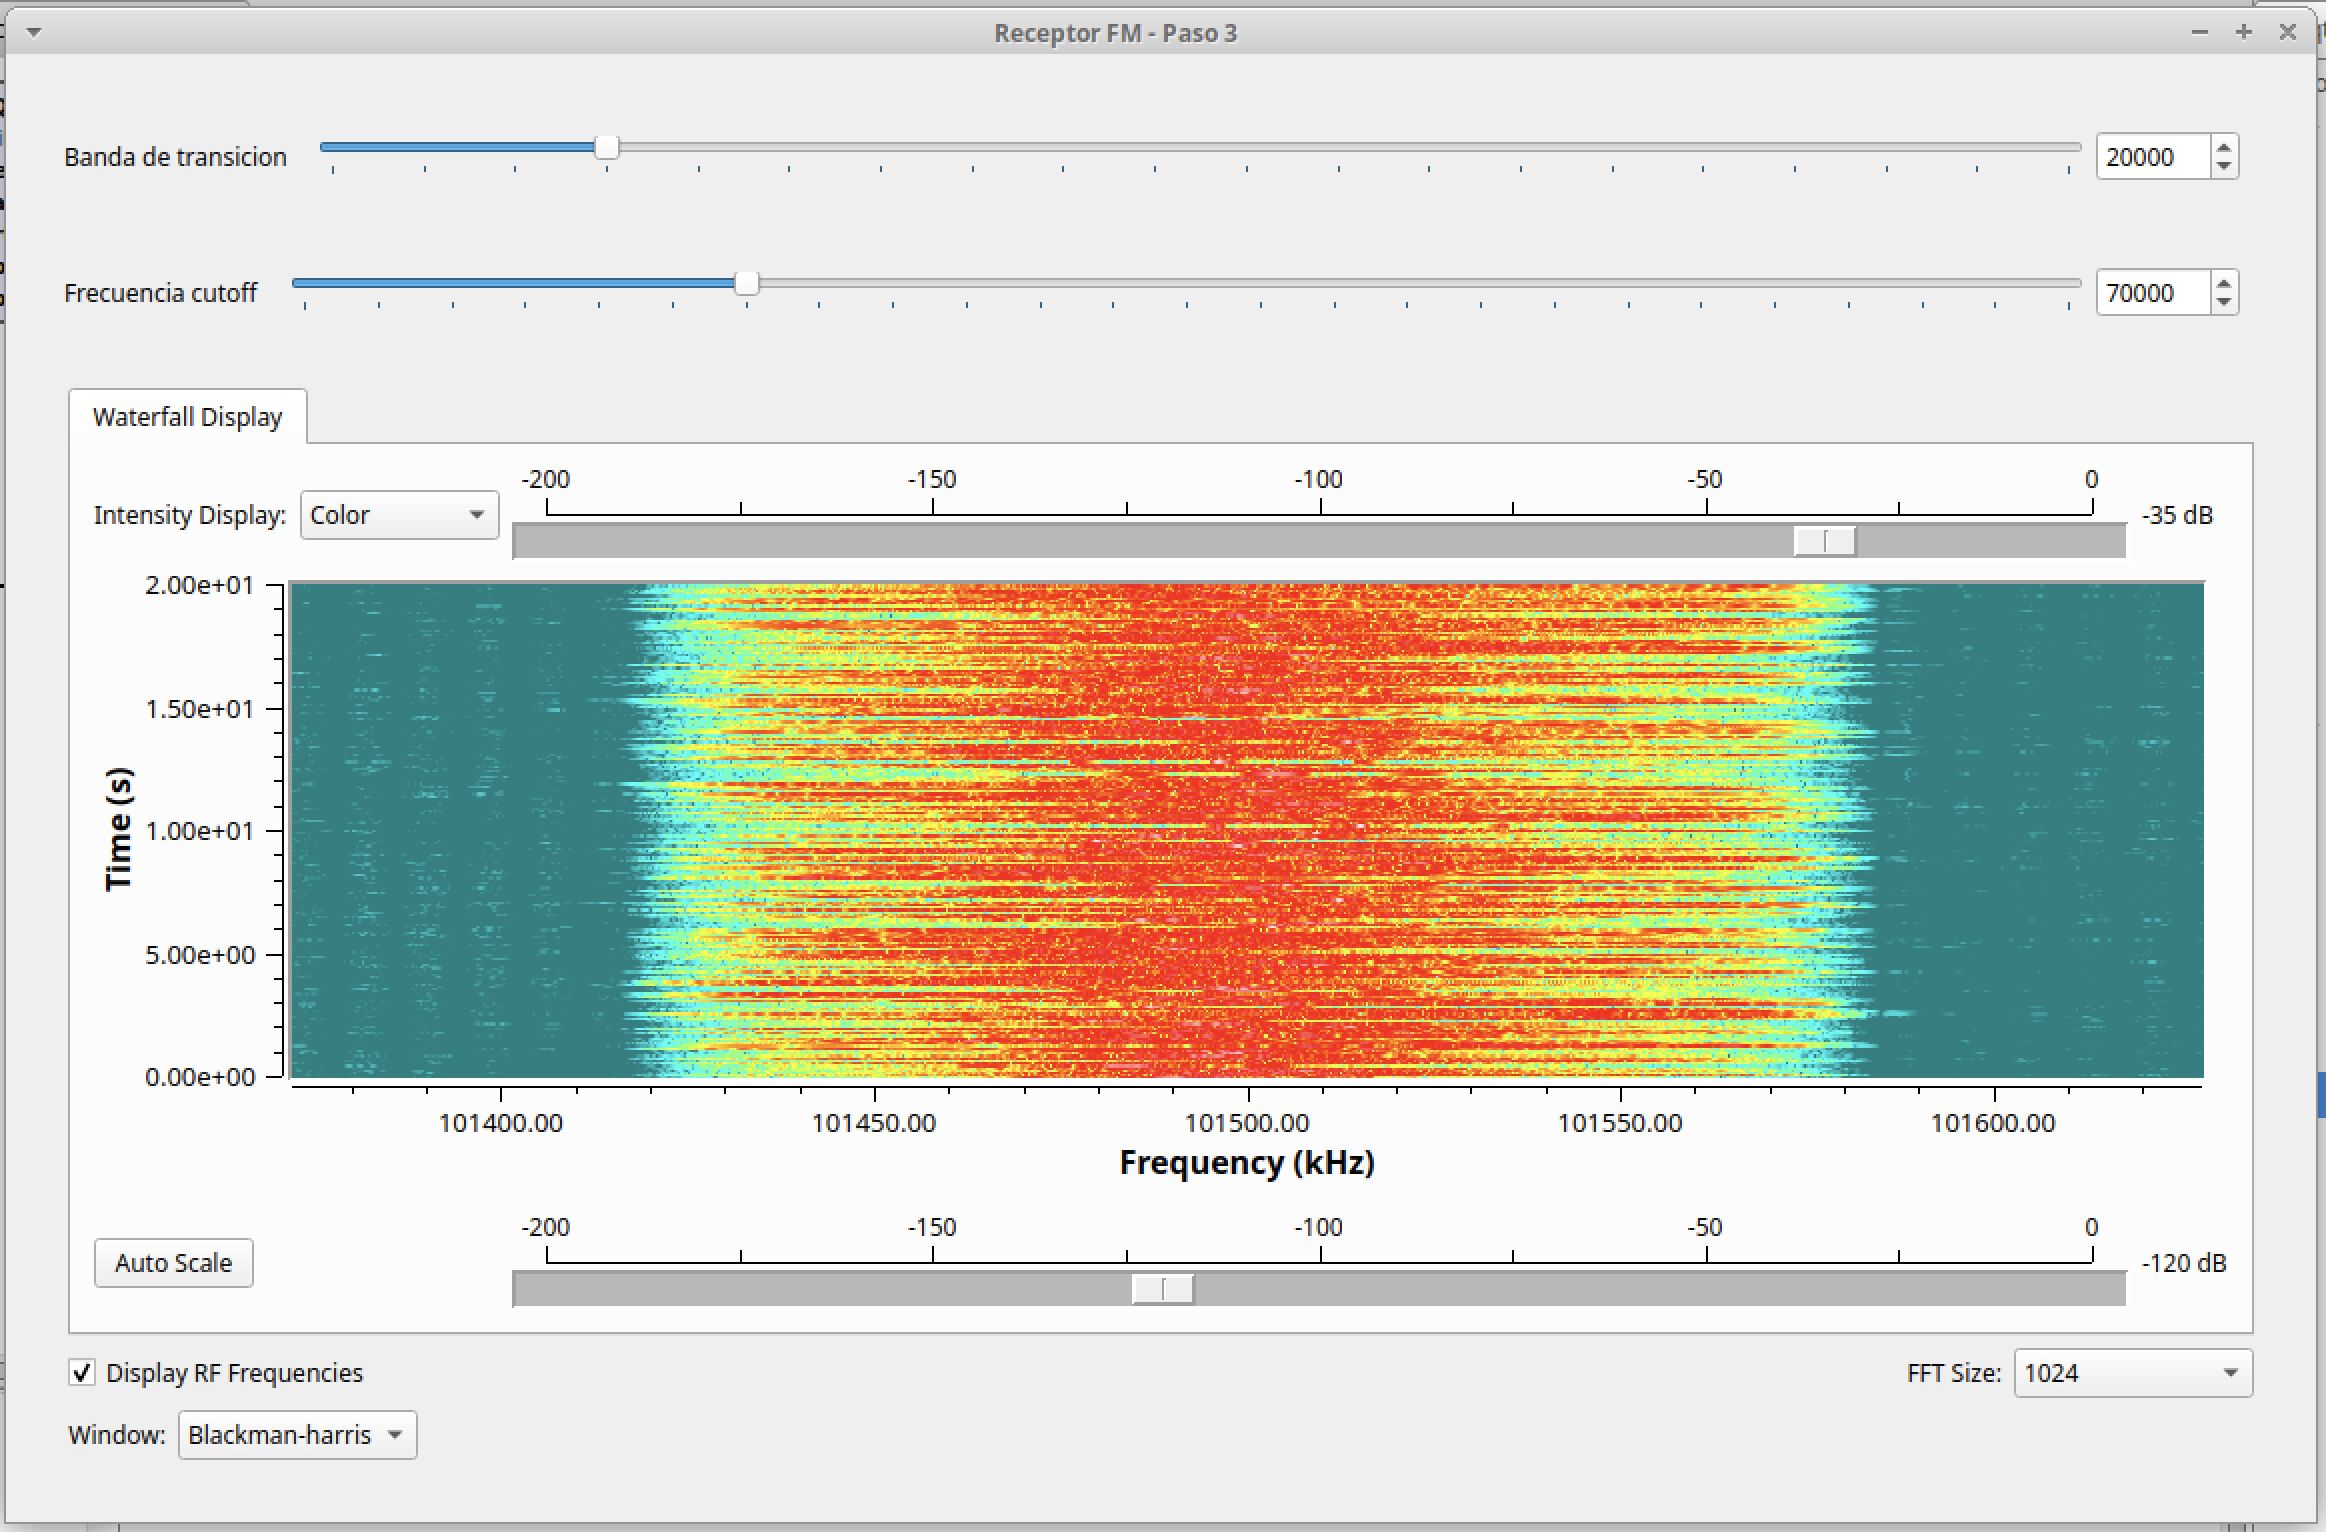 Receptor FM - Paso 3
Banda de transicion 20000
Frecuencia cutoff 70000
Waterfall Display
-200 -150 -100 -50 0
Intensity Display: Color -35 dB
2.00e+01
1.50e+01
1.00e+01
5.00e+00
0.00e+00
Time (s)
101400.00 101450.00 101500.00 101550.00 101600.00
Frequency (kHz)
-200 -150 -100 -50 0
Auto Scale -120 dB
Display RF Frequencies FFT Size: 1024
Window: Blackman-harris